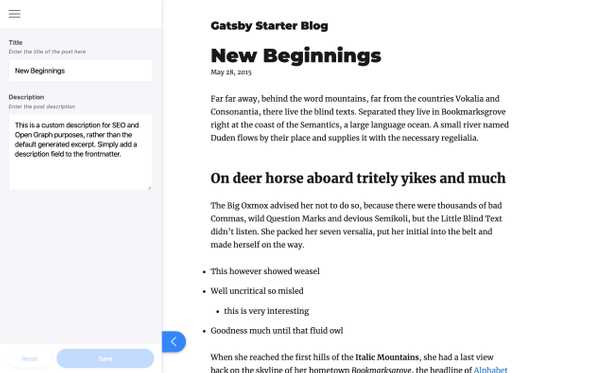 Title
Enter the title of the post here
New Beginnings
Description
Enter the post description
This is a custom description for SEO and
Open Graph purposes, rather than the
default generated excerpt. Simply add a
description field to the frontmatter.
Reset
Save
Gatsby Starter Blog
New Beginnings
May 28, 2015
Far far away, behind the word mountains, far from the countries Vokalia and
Consonantia, there live the blind texts. Separated they live in Bookmarksgrove
right at the coast of the Semantics, a large language ocean. A small river named
Duden flows by their place and supplies it with the necessary regelialia.
On deer horse aboard tritely yikes and much
The Big Oxmox advised her not to do so, because there were thousands of bad
Commas, wild Question Marks and devious Semikoli, but the Little Blind Text
didn't listen. She packed her seven versalia, put her initial into the belt and
made herself on the way.
This however showed weasel
Well uncritical so misled
this is very interesting
Goodness much until that fluid owl
When she reached the first hills of the Italic Mountains, she had a last view
back on the skyline of her hometown Bookmarksgrove, the headline of Alphabet